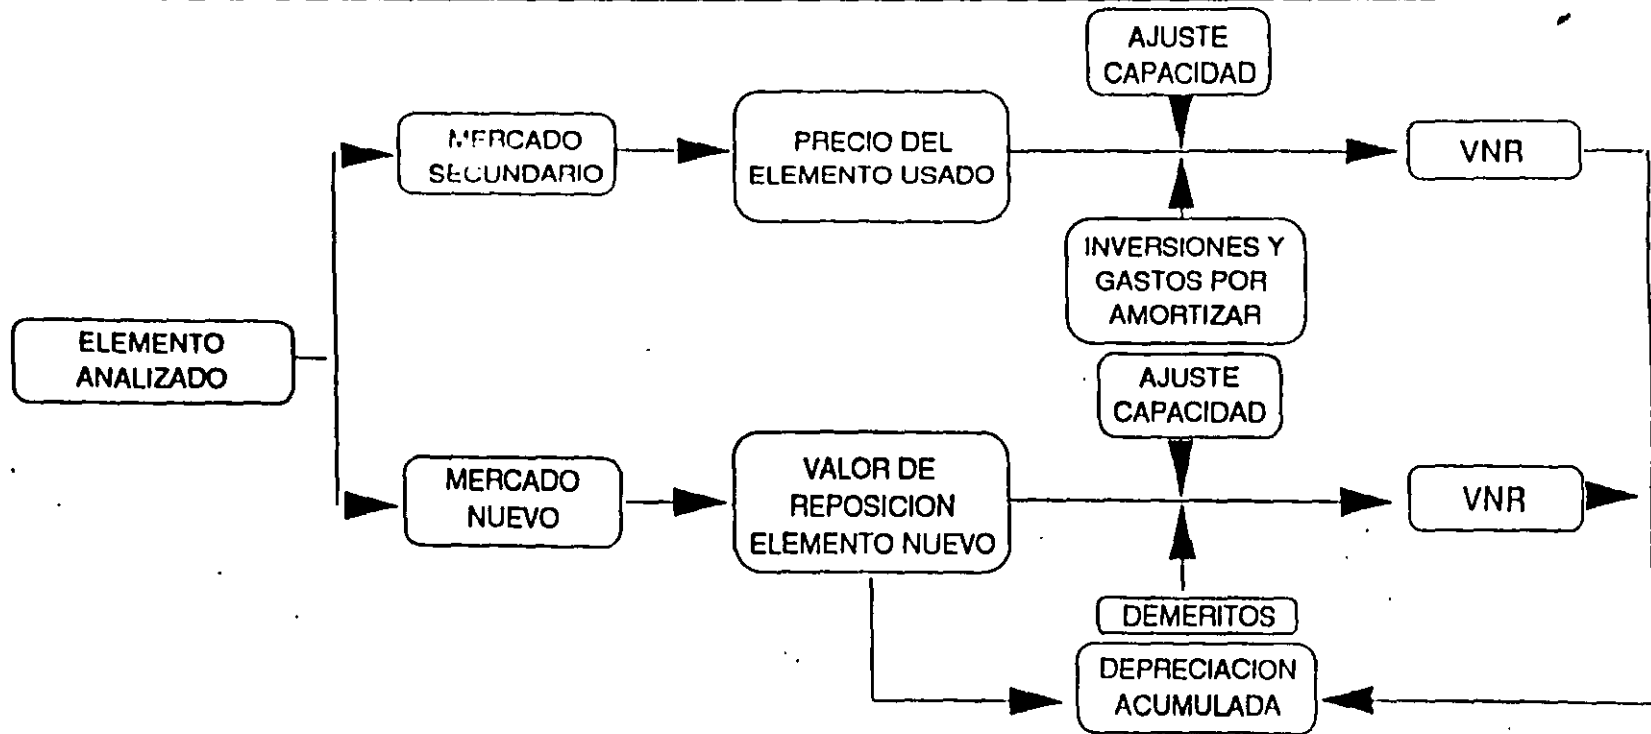 AJUSTE
CAPACIDAD
MERCADO
SECUNDARIO
PRECIO DEL
ELEMENTO USADO
VNR
INVERSIONES Y
GASTOS POR
AMORTIZAR
ELEMENTO
ANALIZADO
AJUSTE
CAPACIDAD
MERCADO
NUEVO
VALOR DE
REPOSICION
ELEMENTO NUEVO
VNR
DEMERITOS
DEPRECIACION
ACUMULADA